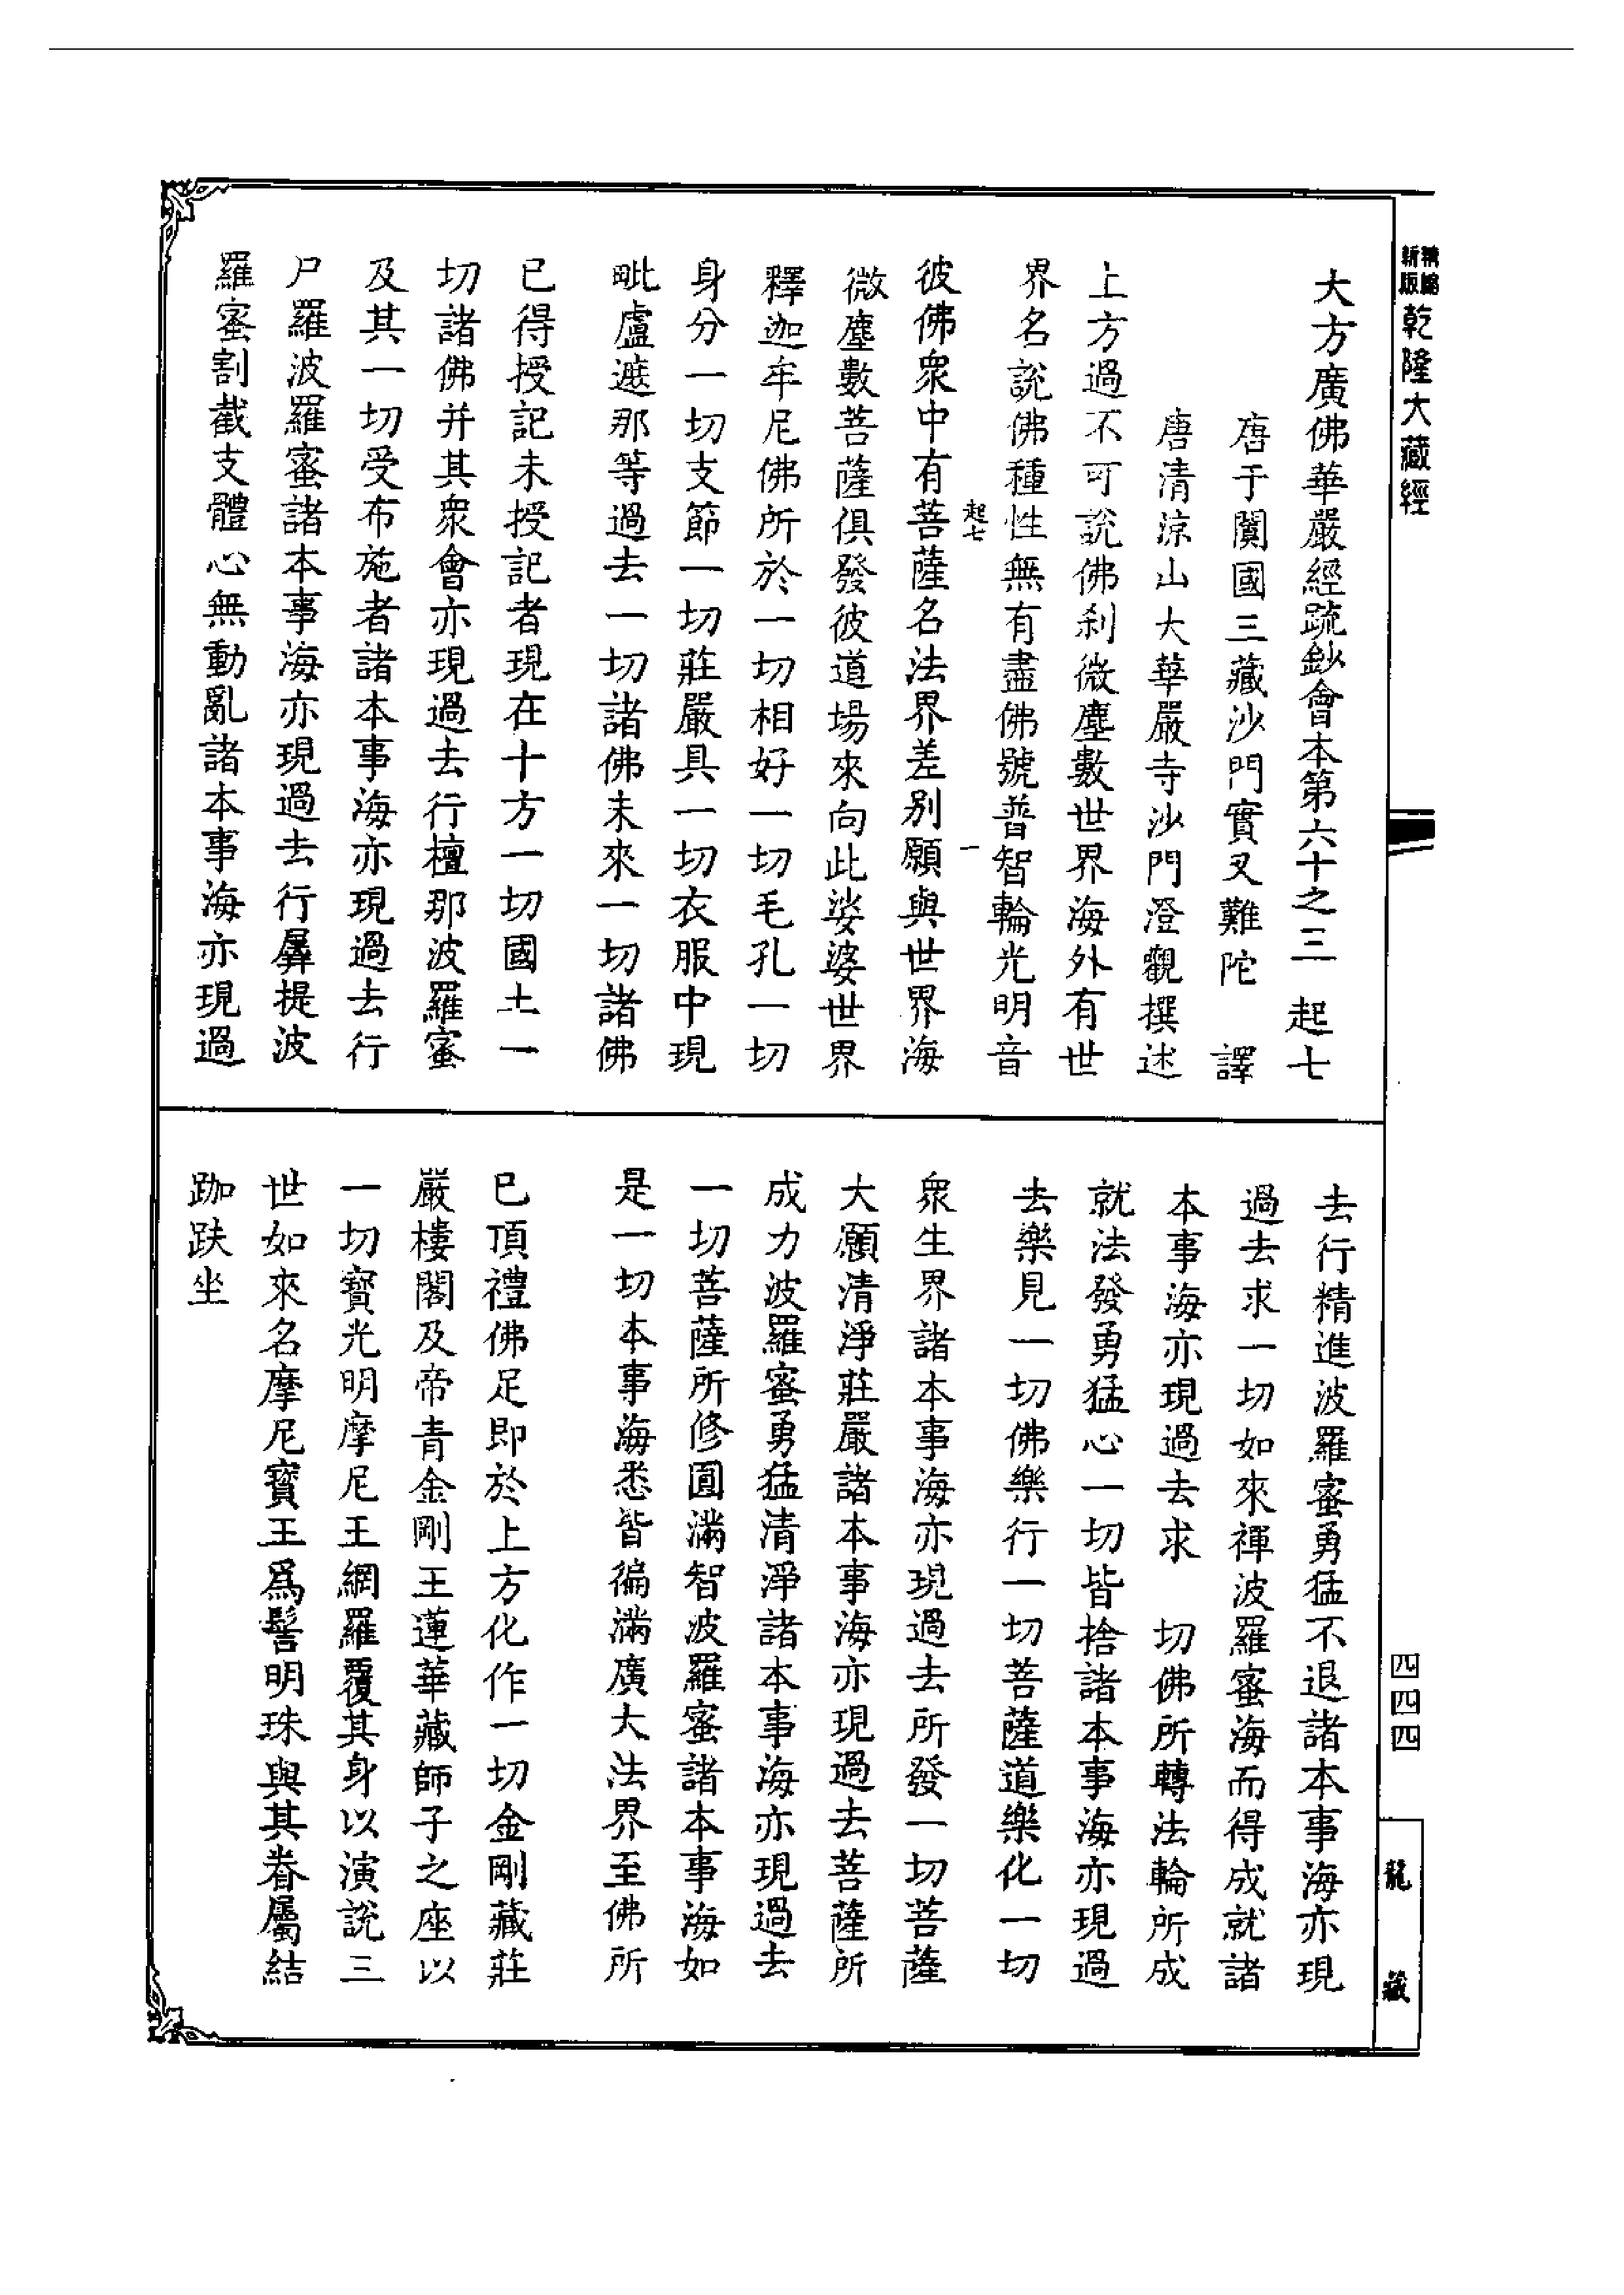 新版精縮乾隆大藏經
大方廣佛華嚴經疏鈔會本第六十之三 起七
唐于闐國三藏沙門實叉難陀 譯
唐清涼山大華嚴寺沙門澄觀撰述
上方過不可說佛刹微塵數世界海外有世
界名說佛種性無有盡佛號普智輪光明音
起七 一
彼佛衆中有菩薩名法界差別願與世界海
微塵數菩薩俱發彼道場來向此娑婆世界
釋迦牟尼佛所於一切相好一切毛孔一切
身分一切支節一切莊嚴具一切衣服中現
毗盧遮那等過去一切諸佛未來一切諸佛
已得授記未授記者現在十方一切國土一
切諸佛并其衆會亦現過去行檀那波羅蜜
及其一切受布施者諸本事海亦現過去行
尸羅波羅蜜諸本事海亦現過去行羼提波
羅蜜割截支體心無動亂諸本事海亦現過
去行精進波羅蜜勇猛不退諸本事海亦現
過去求一切如來禪波羅蜜海而得成就諸
本事海亦現過去求 切佛所轉法輪所成
就法發勇猛心一切皆捨諸本事海亦現過
去樂見一切佛樂行一切菩薩道樂化一切
衆生界諸本事海亦現過去所發一切菩薩
大願清淨莊嚴諸本事海亦現過去菩薩所
成力波羅蜜勇猛清淨諸本事海亦現過去
一切菩薩所修圓滿智波羅蜜諸本事海如
是一切本事海悉皆徧滿廣大法界至佛所
已頂禮佛足即於上方化作一切金剛藏莊
嚴樓閣及帝青金剛王蓮華藏師子之座以
一切寶光明摩尼王網羅覆其身以演說三
世如來名摩尼寶王爲髻明珠與其眷屬結
跏趺坐
四四四
龍藏